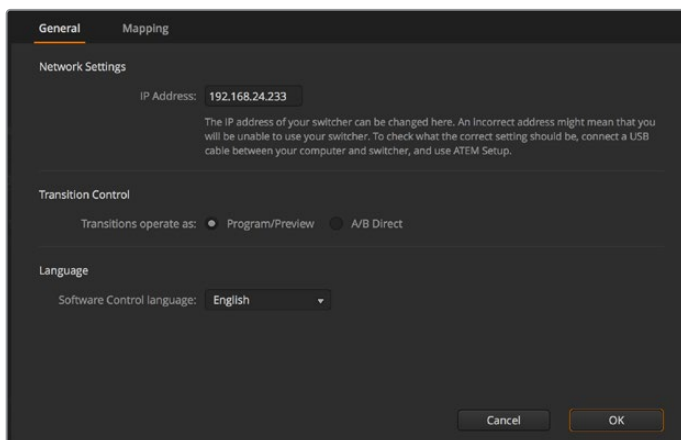 General Mapping
Network Settings
IP Address: 192.168.24.233
The IP address of your switcher can be changed here. An incorrect address might mean that you
will be unable to use your switcher. To check what the correct setting should be, connect a USB
cable between your computer and switcher, and use ATEM Setup.
Transition Control
Transitions operate as: Program/Preview A/B Direct
Language
Software Control language: English
Cancel OK